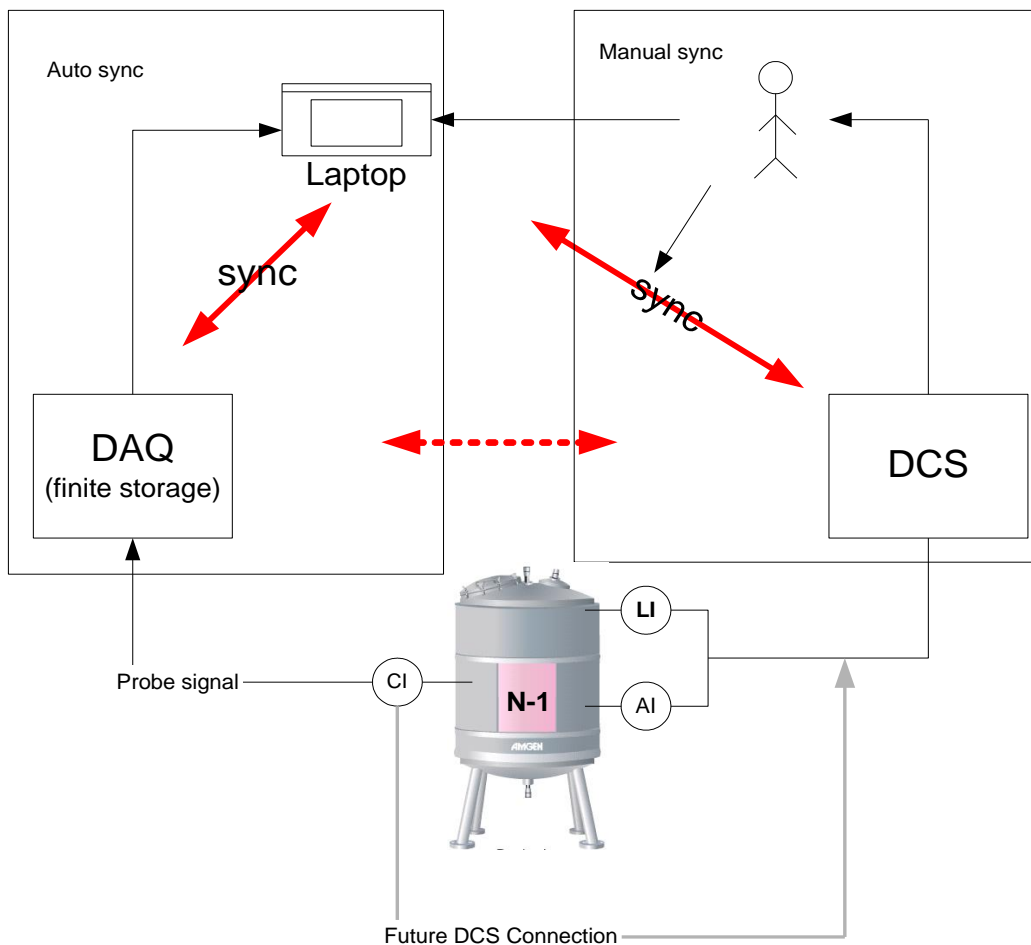 Auto sync
Manual sync
Laptop
sync
sync
DAQ
(finite storage)
DCS
LI
Probe signal
CI
N-1
AI
AMGEN
Future DCS Connection